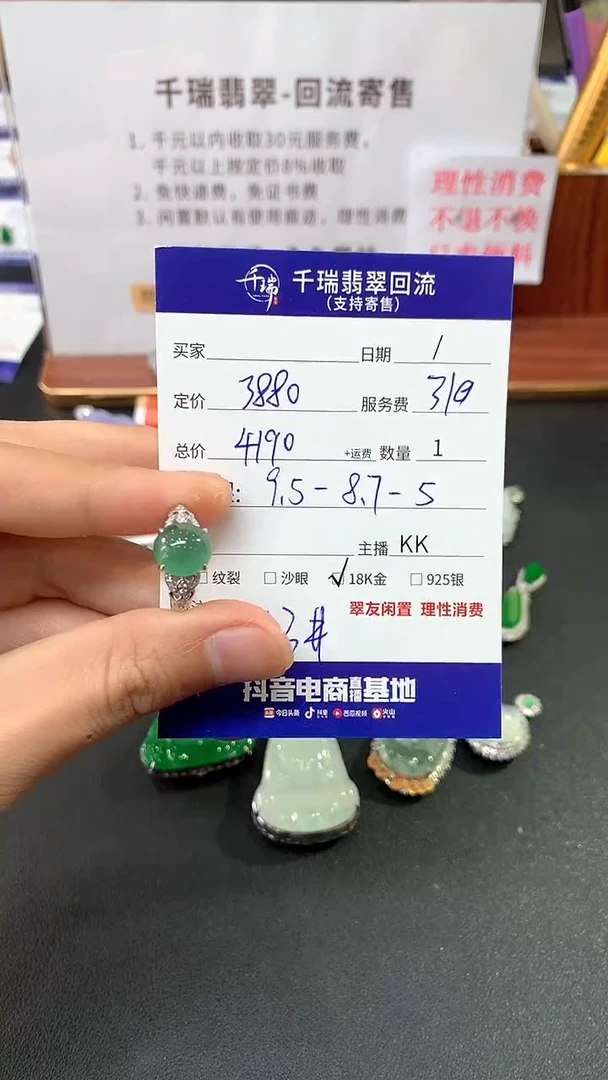 千瑞翡翠-回流寄售
1. 千元以内收取30元服务费，
千元以上按定价8%收取
2. 免快递费，免证书费
3. 闲置默认有使用痕迹，理性消费
理性消费
不退不换
千瑞
千瑞翡翠回流
（支持寄售）
买家 日期 /
定价 3880 服务费 310
总价 4190 +运费 数量 1
: 9.5-8.7-5
主播 KK
纹裂 沙眼 √ 18K金 925银
翠友闲置 理性消费
3#
抖音电商直播基地
今日头条 抖音 西瓜视频 火山